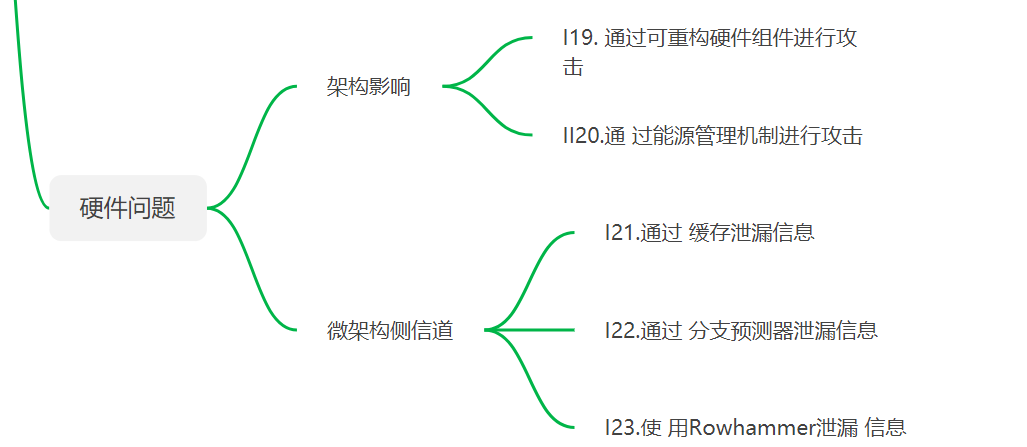 I19. 通过可重构硬件组件进行攻
击
架构影响
II20.通 过能源管理机制进行攻击
硬件问题
I21.通过 缓存泄漏信息
微架构侧信道
I22.通过 分支预测器泄漏信息
I23.使 用Rowhammer泄漏 信息